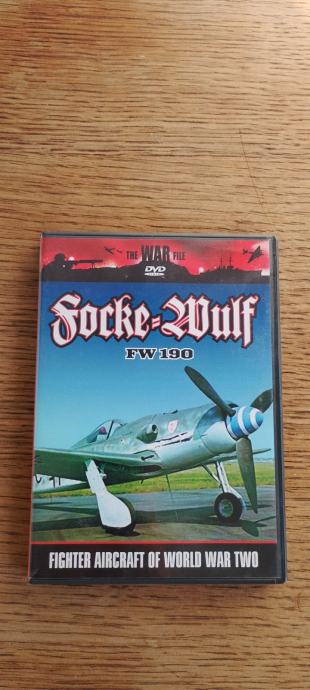 THE WAR FILE
DVD
Focke=Wulf
FW 190
FIGHTER AIRCRAFT OF WORLD WAR TWO